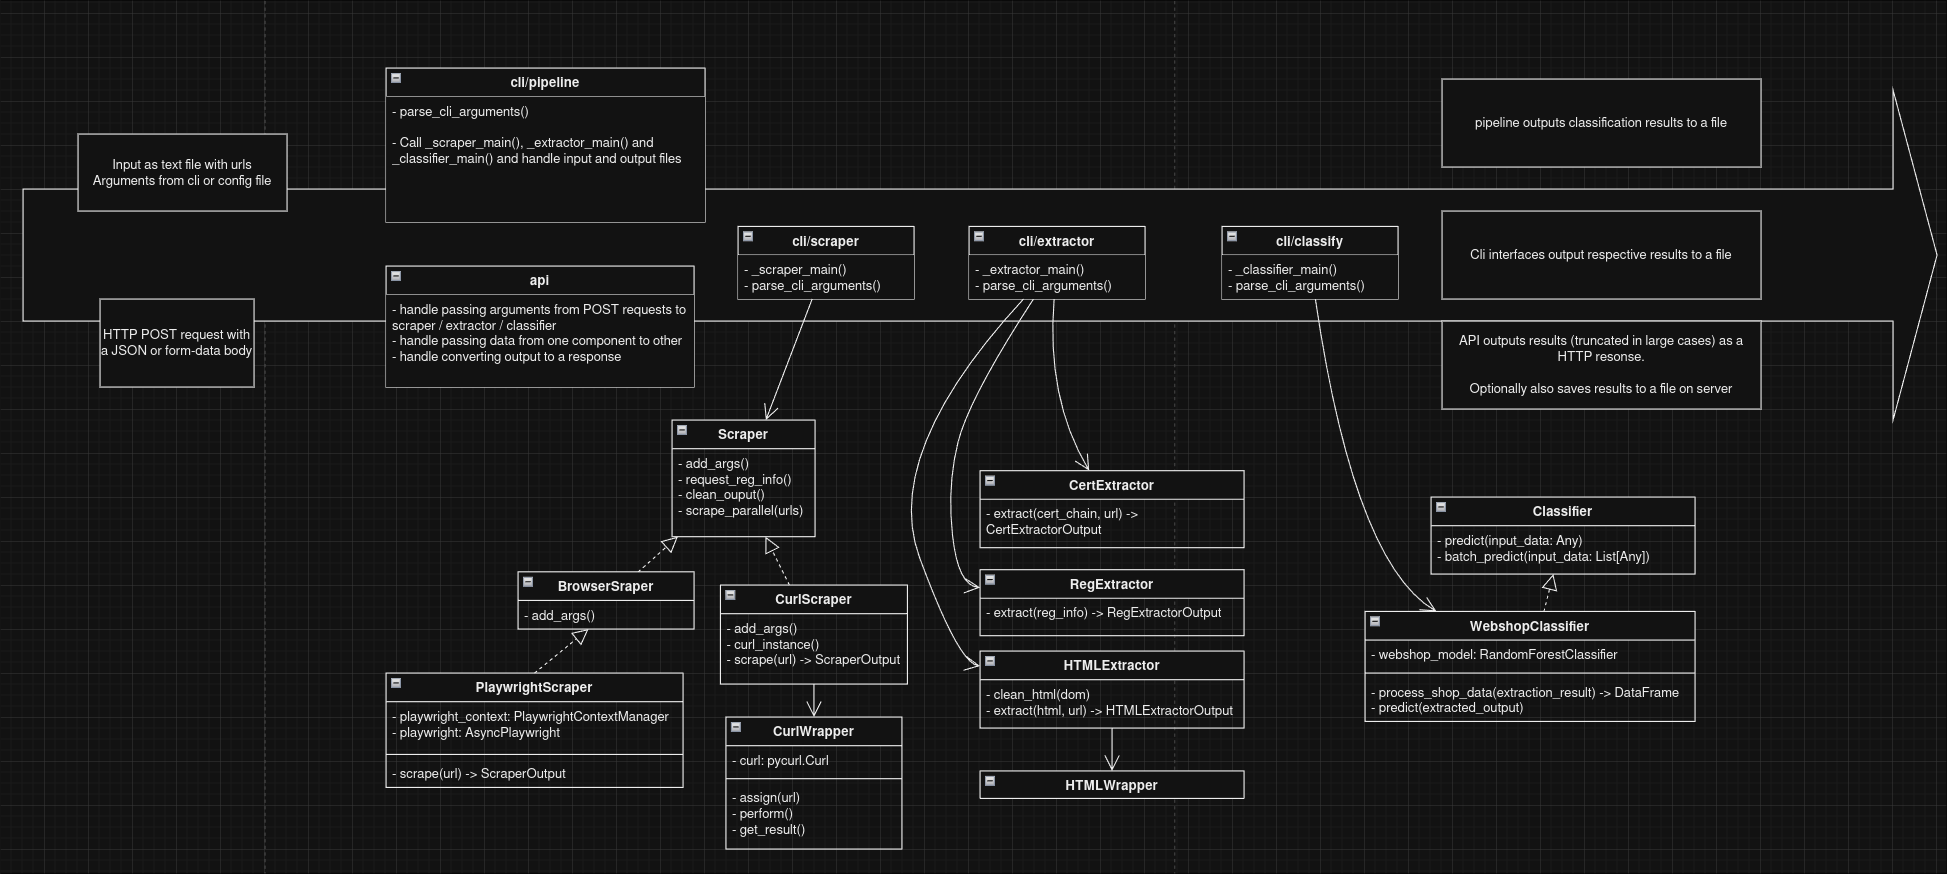 cli/pipeline
- parse_cli_arguments()
- Call _scraper_main(), _extractor_main() and
_classifier_main() and handle input and output files
pipeline outputs classification results to a file
Input as text file with urls
Arguments from cli or config file
cli/scraper
- _scraper_main()
- parse_cli_arguments()
cli/extractor
- _extractor_main()
- parse_cli_arguments()
cli/classify
- _classifier_main()
- parse_cli_arguments()
Cli interfaces output respective results to a file
HTTP POST request with
a JSON or form-data body
api
- handle passing arguments from POST requests to
scraper / extractor / classifier
- handle passing data from one component to other
- handle converting output to a response
API outputs results (truncated in large cases) as a
HTTP resonse.
Optionally also saves results to a file on server
Scraper
- add_args()
- request_reg_info()
- clean_ouput()
- scrape_parallel(urls)
CertExtractor
- extract(cert_chain, url) ->
CertExtractorOutput
Classifier
- predict(input_data: Any)
- batch_predict(input_data: List[Any])
BrowserSraper
- add_args()
CurlScraper
- add_args()
- curl_instance()
- scrape(url) -> ScraperOutput
RegExtractor
- extract(reg_info) -> RegExtractorOutput
WebshopClassifier
- webshop_model: RandomForestClassifier
- process_shop_data(extraction_result) -> DataFrame
- predict(extracted_output)
PlaywrightScraper
- playwright_context: PlaywrightContextManager
- playwright: AsyncPlaywright
- scrape(url) -> ScraperOutput
HTMLExtractor
- clean_html(dom)
- extract(html, url) -> HTMLExtractorOutput
CurlWrapper
- curl: pycurl.Curl
- assign(url)
- perform()
- get_result()
HTMLWrapper